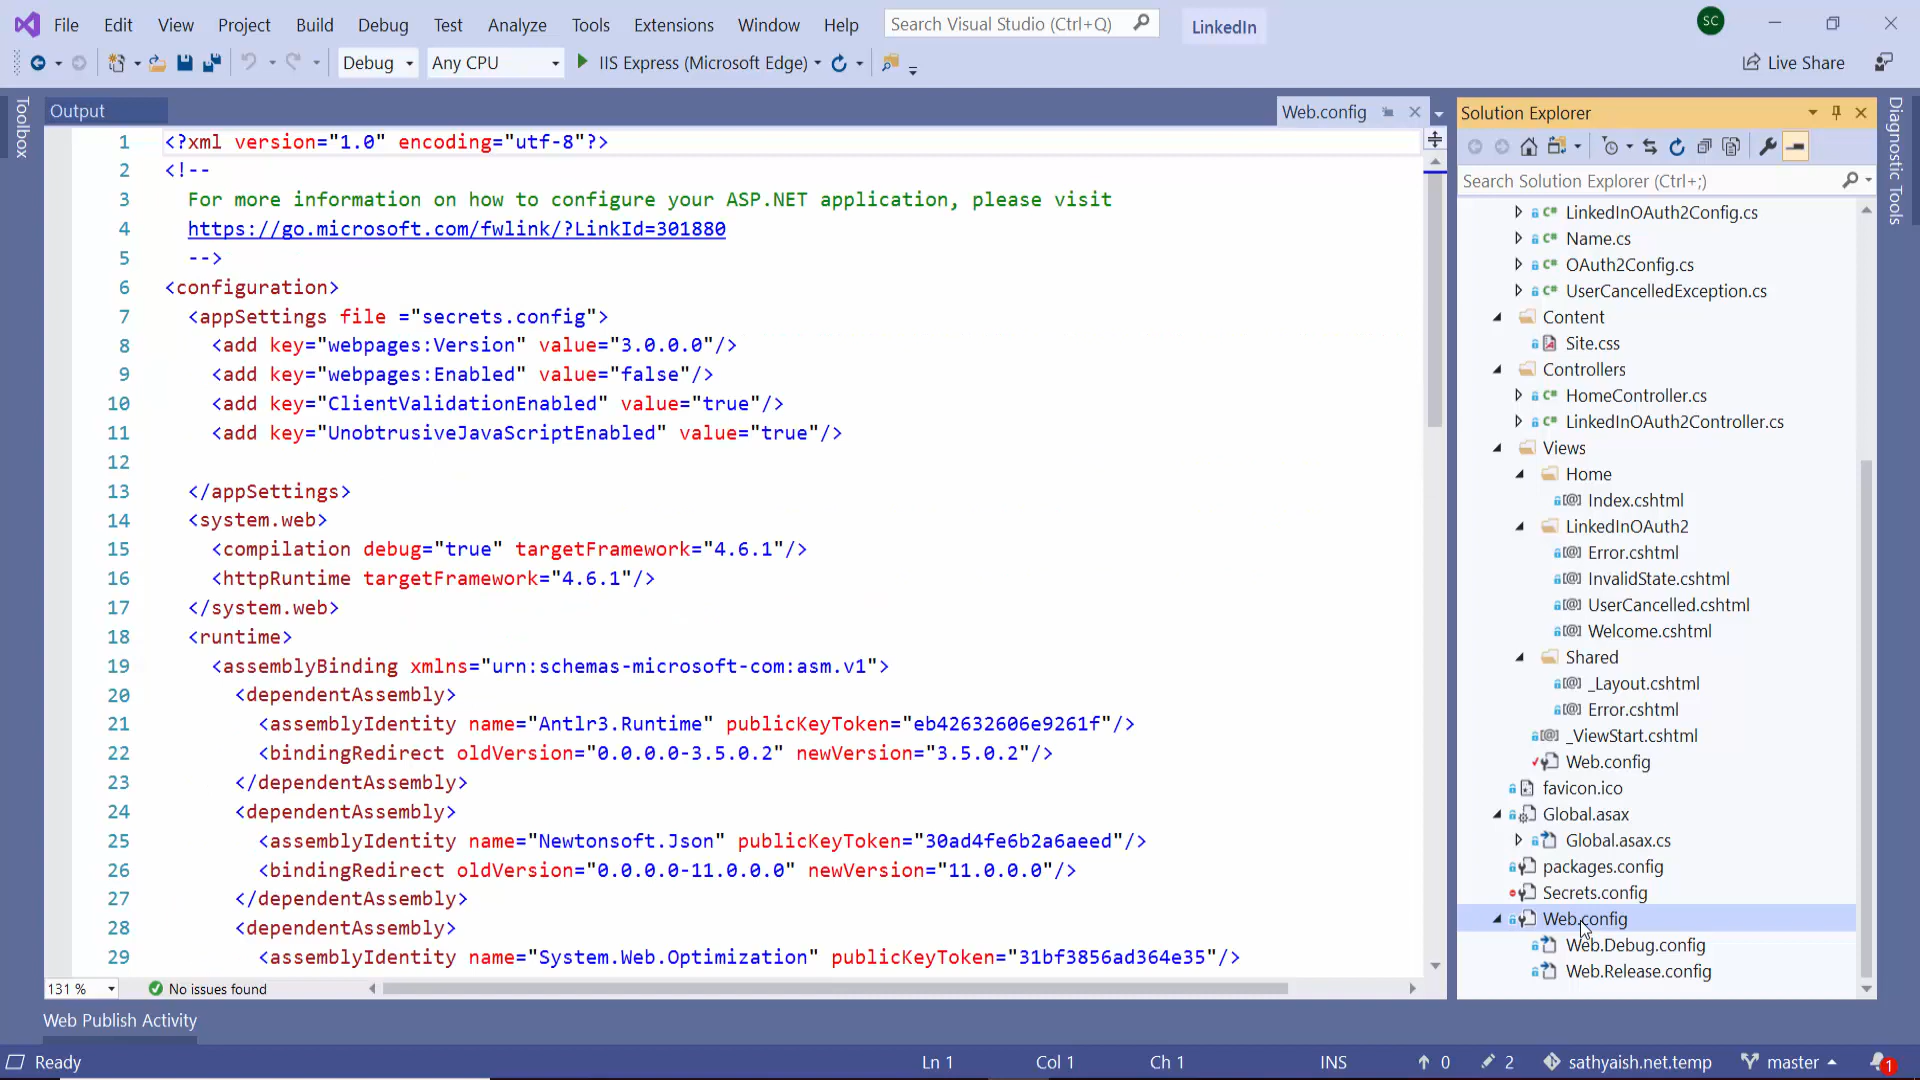 File Edit View Project Build Debug Test Analyze Tools Extensions Window Help Search Visual Studio (Ctrl+Q) LinkedIn SC
Debug Any CPU IIS Express (Microsoft Edge) Live Share
Toolbox
Output
Web.config
1 <?xml version="1.0" encoding="utf-8"?>
2 <!--
3 For more information on how to configure your ASP.NET application, please visit
4 https://go.microsoft.com/fwlink/?LinkId=301880
5 -->
6 <configuration>
7 <appSettings file ="secrets.config">
8 <add key="webpages:Version" value="3.0.0.0"/>
9 <add key="webpages:Enabled" value="false"/>
10 <add key="ClientValidationEnabled" value="true"/>
11 <add key="UnobtrusiveJavaScriptEnabled" value="true"/>
12
13 </appSettings>
14 <system.web>
15 <compilation debug="true" targetFramework="4.6.1"/>
16 <httpRuntime targetFramework="4.6.1"/>
17 </system.web>
18 <runtime>
19 <assemblyBinding xmlns="urn:schemas-microsoft-com:asm.v1">
20 <dependentAssembly>
21 <assemblyIdentity name="Antlr3.Runtime" publicKeyToken="eb42632606e9261f"/>
22 <bindingRedirect oldVersion="0.0.0.0-3.5.0.2" newVersion="3.5.0.2"/>
23 </dependentAssembly>
24 <dependentAssembly>
25 <assemblyIdentity name="Newtonsoft.Json" publicKeyToken="30ad4fe6b2a6aeed"/>
26 <bindingRedirect oldVersion="0.0.0.0-11.0.0.0" newVersion="11.0.0.0"/>
27 </dependentAssembly>
28 <dependentAssembly>
29 <assemblyIdentity name="System.Web.Optimization" publicKeyToken="31bf3856ad364e35"/>
131 % No issues found
Solution Explorer
Search Solution Explorer (Ctrl+;)
C# LinkedInOAuth2Config.cs
C# Name.cs
C# OAuth2Config.cs
C# UserCancelledException.cs
Content
Site.css
Controllers
C# HomeController.cs
C# LinkedInOAuth2Controller.cs
Views
Home
[@] Index.cshtml
LinkedInOAuth2
[@] Error.cshtml
[@] InvalidState.cshtml
[@] UserCancelled.cshtml
[@] Welcome.cshtml
Shared
[@] _Layout.cshtml
[@] Error.cshtml
[@] _ViewStart.cshtml
Web.config
favicon.ico
Global.asax
Global.asax.cs
packages.config
Secrets.config
Web.config
Web.Debug.config
Web.Release.config
Diagnostic Tools
Web Publish Activity
Ready Ln 1 Col 1 Ch 1 INS 0 2 sathyaish.net.temp master 1